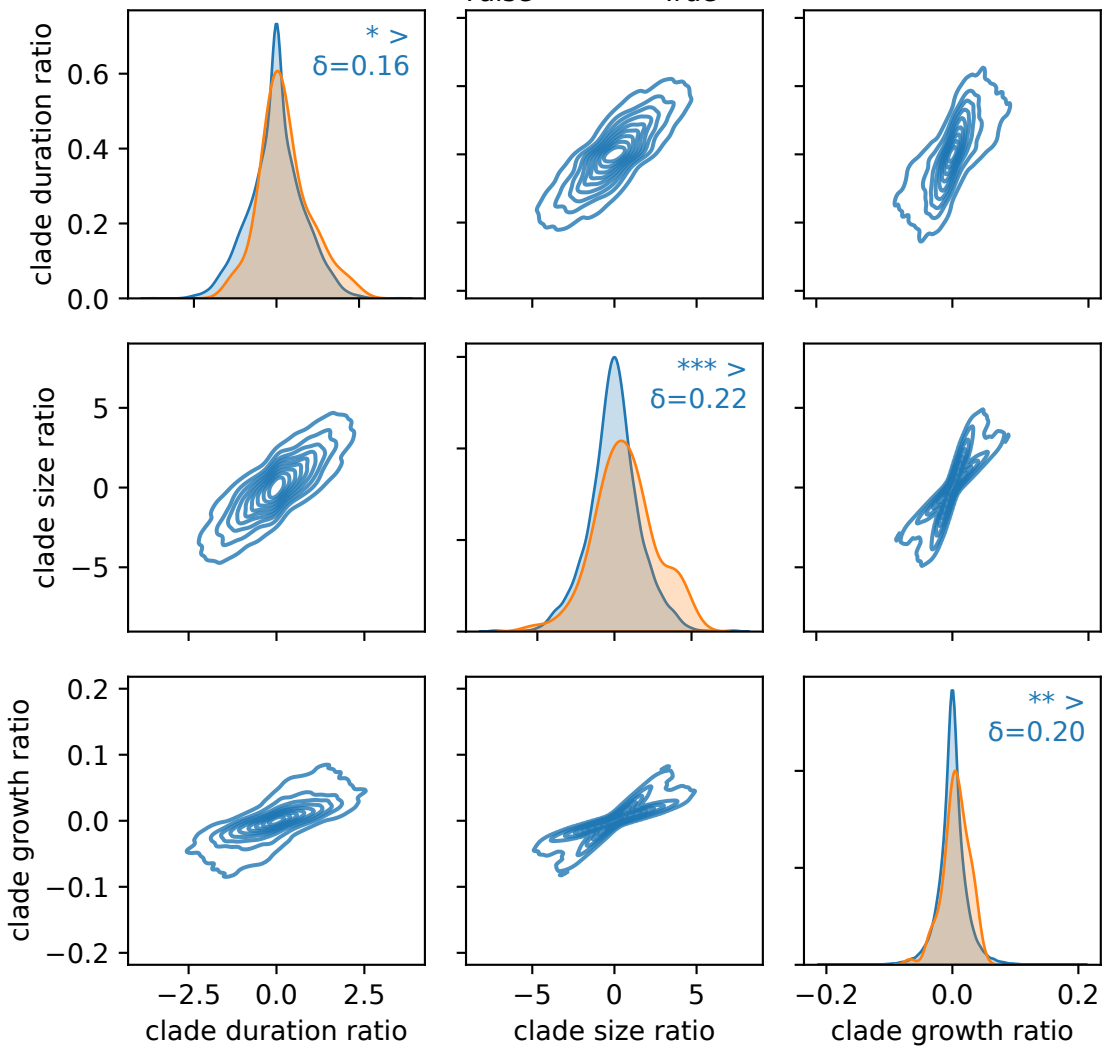 clade duration ratio
0.6
0.4
0.2
0.0
* >
δ=0.16
clade size ratio
5
0
−5
*** >
δ=0.22
clade growth ratio
0.2
0.1
0.0
−0.1
−0.2
** >
δ=0.20
−2.5 0.0 2.5
−5 0 5
−0.2 0.0 0.2
clade duration ratio
clade size ratio
clade growth ratio